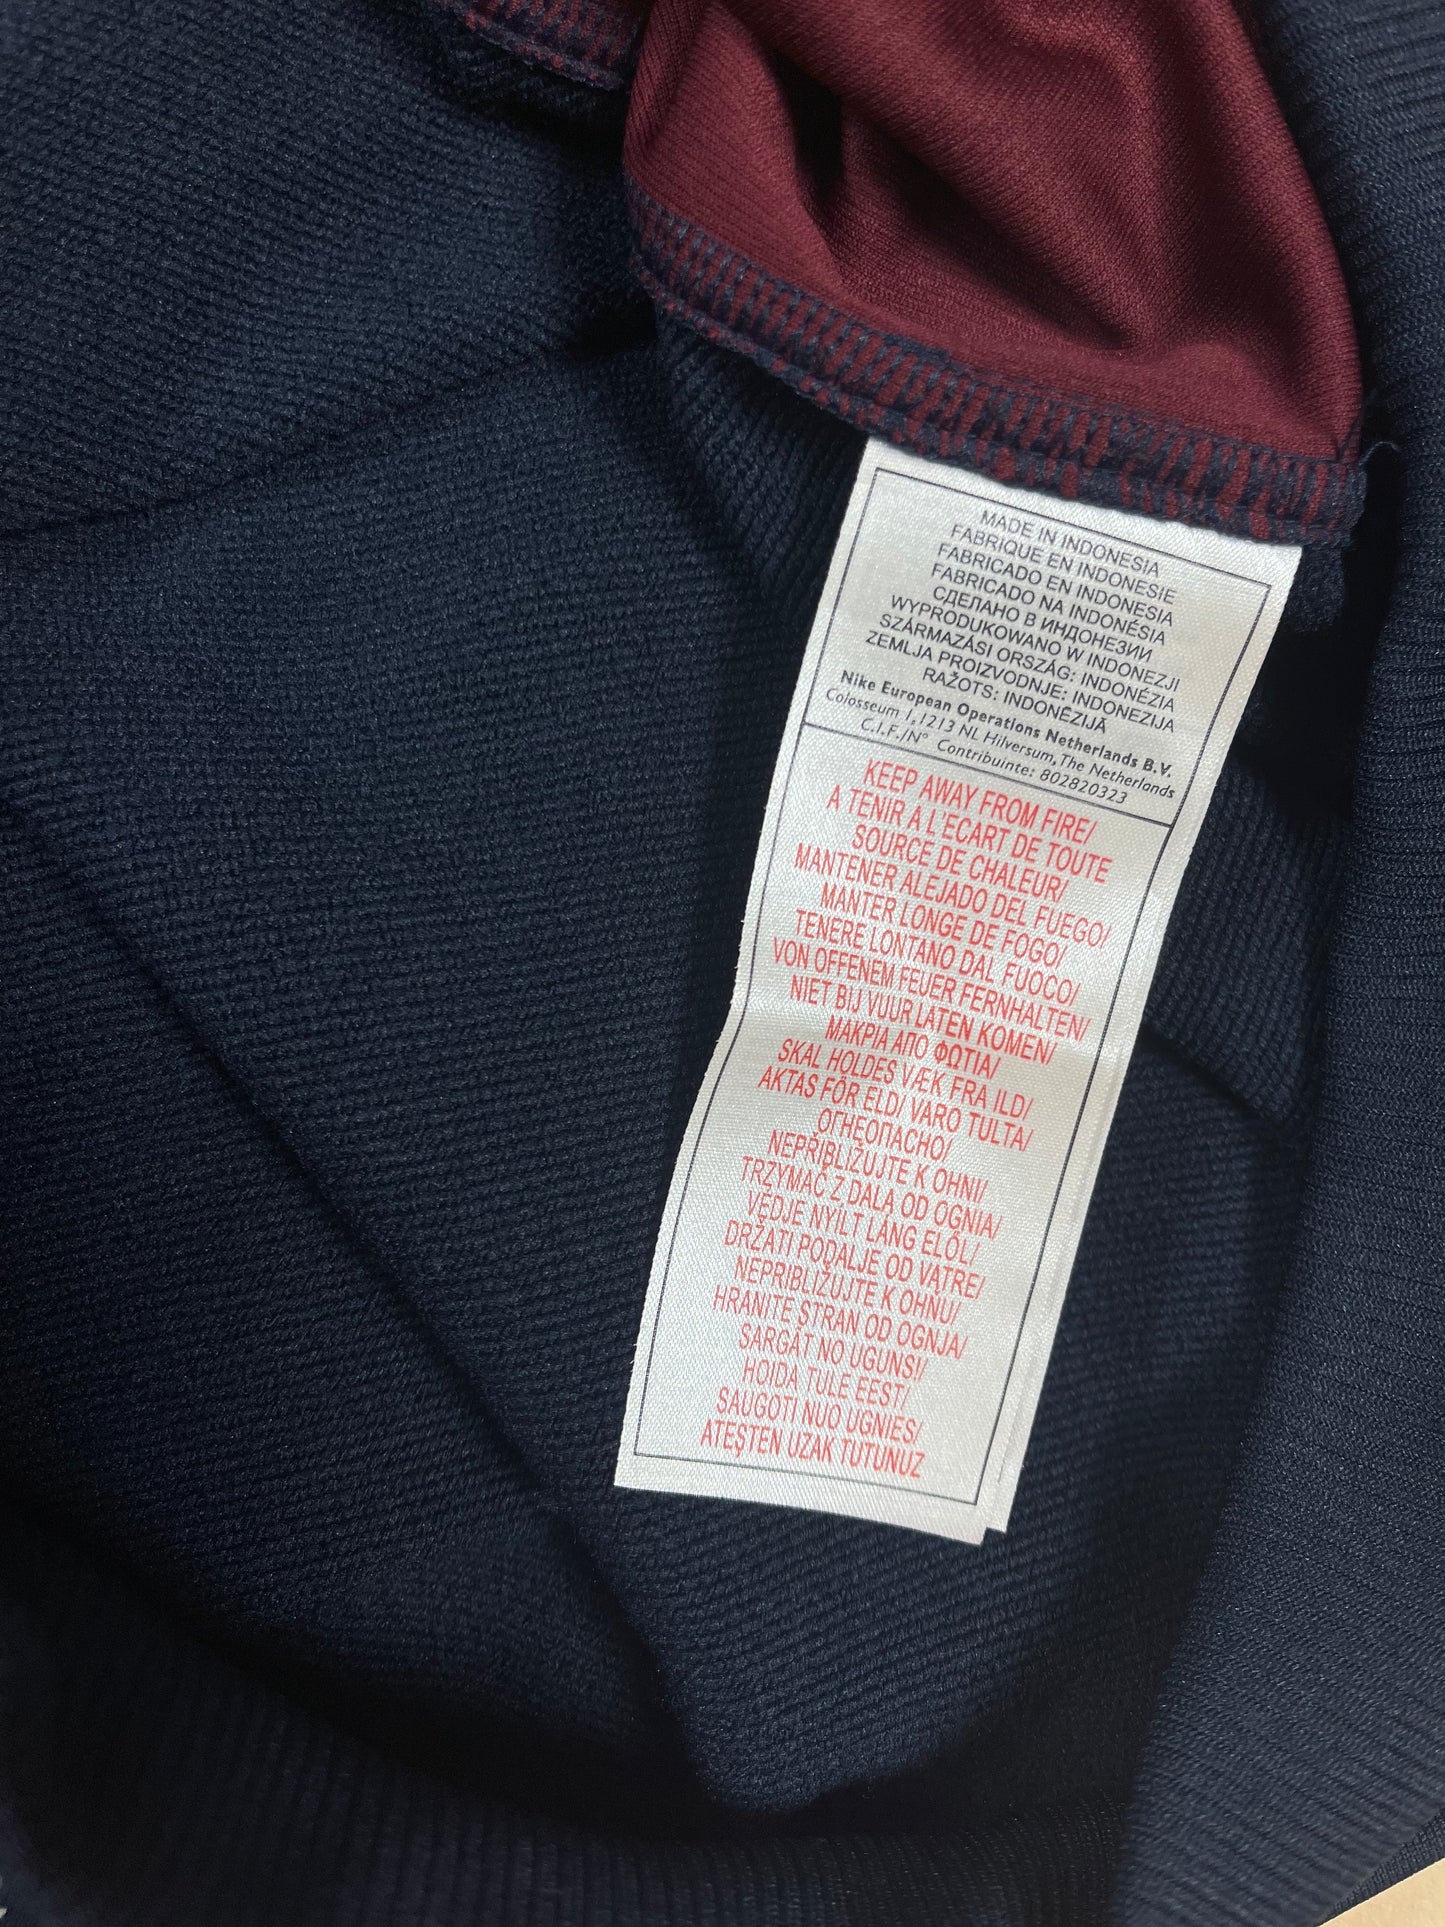 MADE IN INDONESIA
FABRIQUE EN INDONESIE
FABRICADO EN INDONESIA
FABRICADO NA INDONÉSIA
СДЕЛАНО В ИНДОНЕЗИИ
WYPRODUKOWANO W INDONEZJI
SZÁRMAZÁSI ORSZÁG: INDONÉZIA
ZEMLJA PROIZVODNJE: INDONEZIJA
RAŽOTS: INDONĒZIJĀ
Nike European Operations Netherlands B.V.
Colosseum 1, 1213 NL Hilversum, The Netherlands
C.I.F./N° Contribuinte: 802820323
KEEP AWAY FROM FIRE/
A TENIR A L'ECART DE TOUTE
SOURCE DE CHALEUR/
MANTENER ALEJADO DEL FUEGO/
MANTER LONGE DE FOGO/
TENERE LONTANO DAL FUOCO/
VON OFFENEM FEUER FERNHALTEN/
NIET BIJ VUUR LATEN KOMEN/
ΜΑΚΡΙΑ ΑΠΟ ΦΩΤΙΑ/
SKAL HOLDES VÆK FRA ILD/
AKTAS FÖR ELD/ VARO TULTA/
ОГНЕОПАСНО/
NEPŘIBLIŽUJTE K OHNI/
TRZYMAČ Z DALA OD OGNIA/
VÉDJE NYILT LÁNG ELŐL/
DRŽATI PODALJE OD VATRE/
NEPRIBLIŽUJTE K OHNU/
HRANITE STRAN OD OGNJA/
SARGĀT NO UGUNS!/
HOIDA TULE EEST/
SAUGOTI NUO UGNIES/
ATEŞTEN UZAK TUTUNUZ